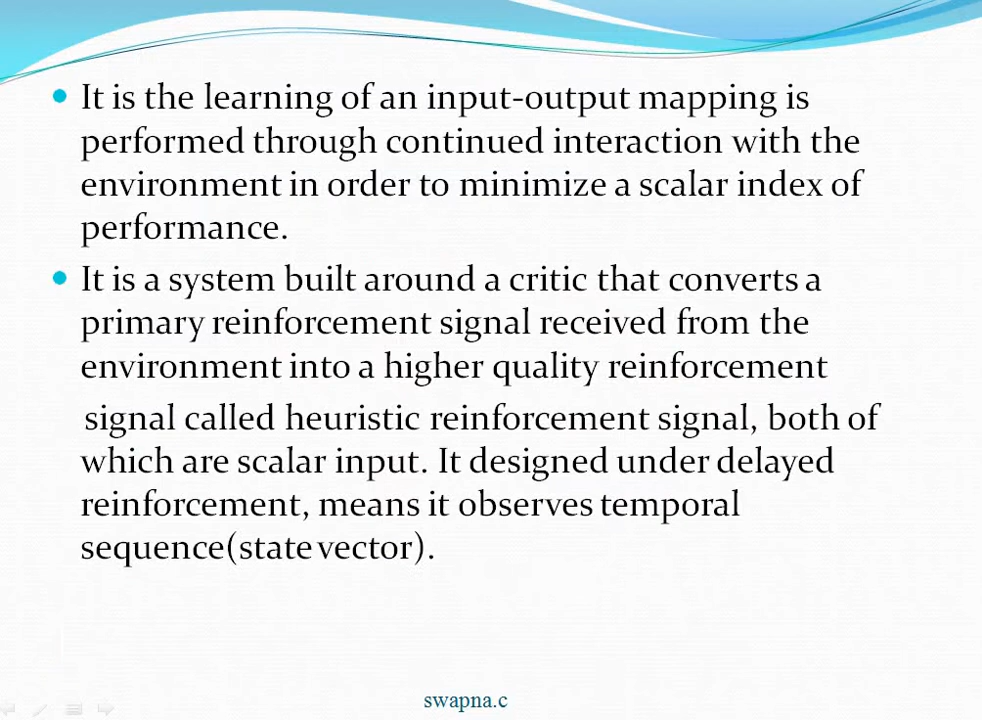 It is the learning of an input-output mapping is
performed through continued interaction with the
environment in order to minimize a scalar index of
performance.
It is a system built around a critic that converts a
primary reinforcement signal received from the
environment into a higher quality reinforcement
signal called heuristic reinforcement signal, both of
which are scalar input. It designed under delayed
reinforcement, means it observes temporal
sequence(state vector).
swapna.c